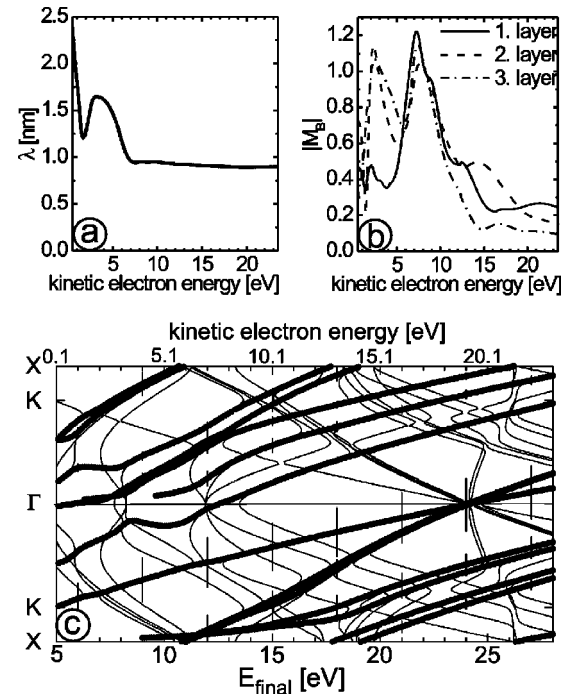 2.5
2.0
1.5
1.0
0.5
0.0
λ [nm]
5 10 15 20
kinetic electron energy [eV]
a
1.2
1.0
0.8
0.6
0.4
0.2
0.0
|M_B|
1. layer
2. layer
3. layer
5 10 15 20
kinetic electron energy [eV]
b
kinetic electron energy [eV]
0.1 5.1 10.1 15.1 20.1
X
K
Γ
K
X
c
5 10 15 20 25
E_final [eV]